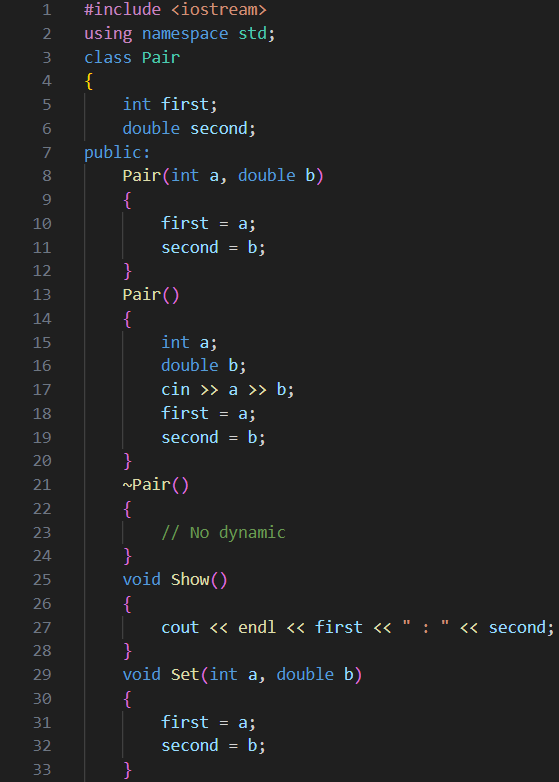 1 #include <iostream>
2 using namespace std;
3 class Pair
4 {
5     int first;
6     double second;
7 public:
8     Pair(int a, double b)
9     {
10         first = a;
11         second = b;
12     }
13     Pair()
14     {
15         int a;
16         double b;
17         cin >> a >> b;
18         first = a;
19         second = b;
20     }
21     ~Pair()
22     {
23         // No dynamic
24     }
25     void Show()
26     {
27         cout << endl << first << " : " << second;
28     }
29     void Set(int a, double b)
30     {
31         first = a;
32         second = b;
33     }